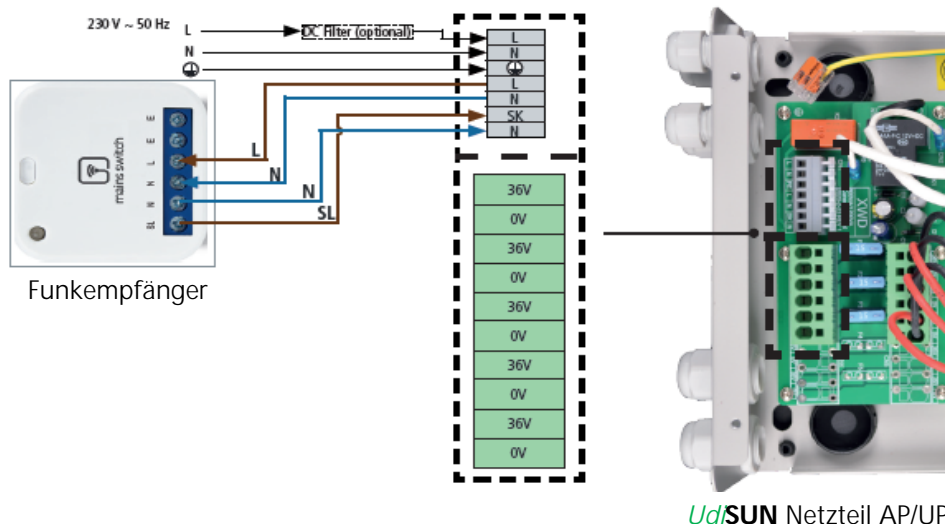 230 V ~ 50 Hz L
DC Filter (optional)
N
L
N
L
N
SK
N
E
E
L
N
N
SL
mains switch
L
N
N
SL
Funkempfänger
36V
0V
36V
0V
36V
0V
36V
0V
36V
0V
XWD
UdiSUN Netzteil AP/UP